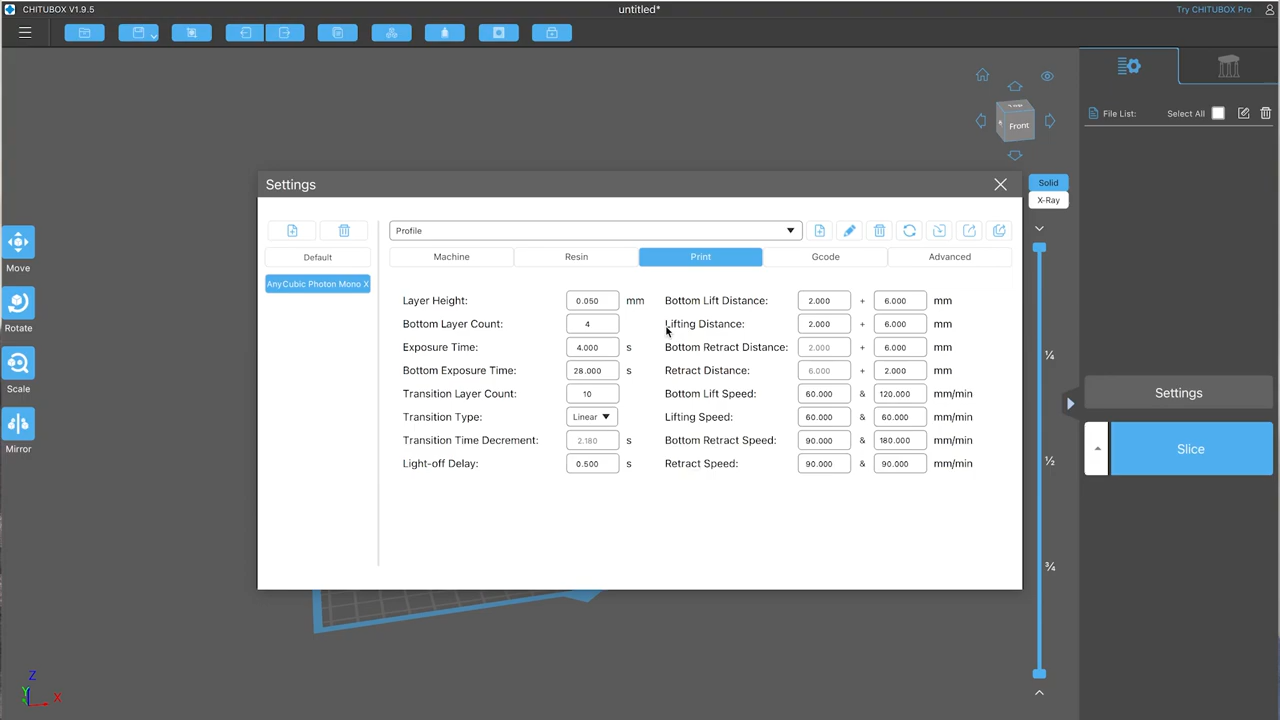 CHITUBOX V1.9.5
untitled*
Try CHITUBOX Pro
File List:
Select All
Front
Solid
X-Ray
Settings
Profile
Default
Machine
Resin
Print
Gcode
Advanced
AnyCubic Photon Mono X
Layer Height: 0.050 mm
Bottom Lift Distance: 2.000 + 6.000 mm
Bottom Layer Count: 4
Lifting Distance: 2.000 + 6.000 mm
Exposure Time: 4.000 s
Bottom Retract Distance: 2.000 + 6.000 mm
Bottom Exposure Time: 28.000 s
Retract Distance: 6.000 + 2.000 mm
Transition Layer Count: 10
Bottom Lift Speed: 60.000 & 120.000 mm/min
Transition Type: Linear
Lifting Speed: 60.000 & 60.000 mm/min
Transition Time Decrement: 2.180 s
Bottom Retract Speed: 90.000 & 180.000 mm/min
Light-off Delay: 0.500 s
Retract Speed: 90.000 & 90.000 mm/min
Move
Rotate
Scale
Mirror
¼
½
¾
Settings
Slice
Z
Y
X